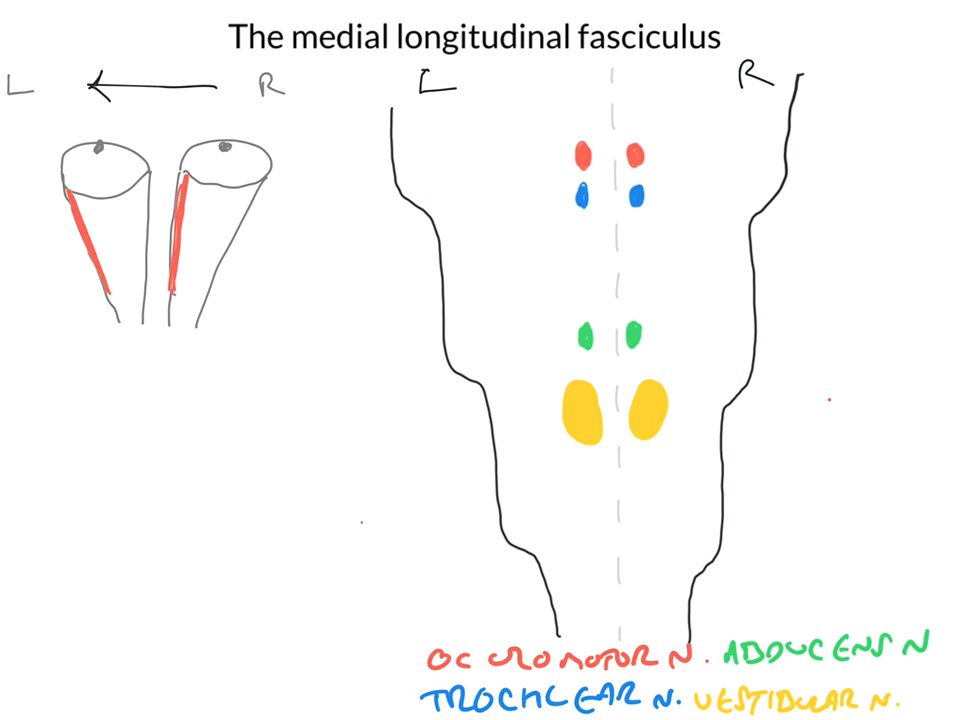 The medial longitudinal fasciculus
L R L R
OCULOMOTOR N. ABDUCENS N
TROCHLEAR N. VESTIBULAR N.